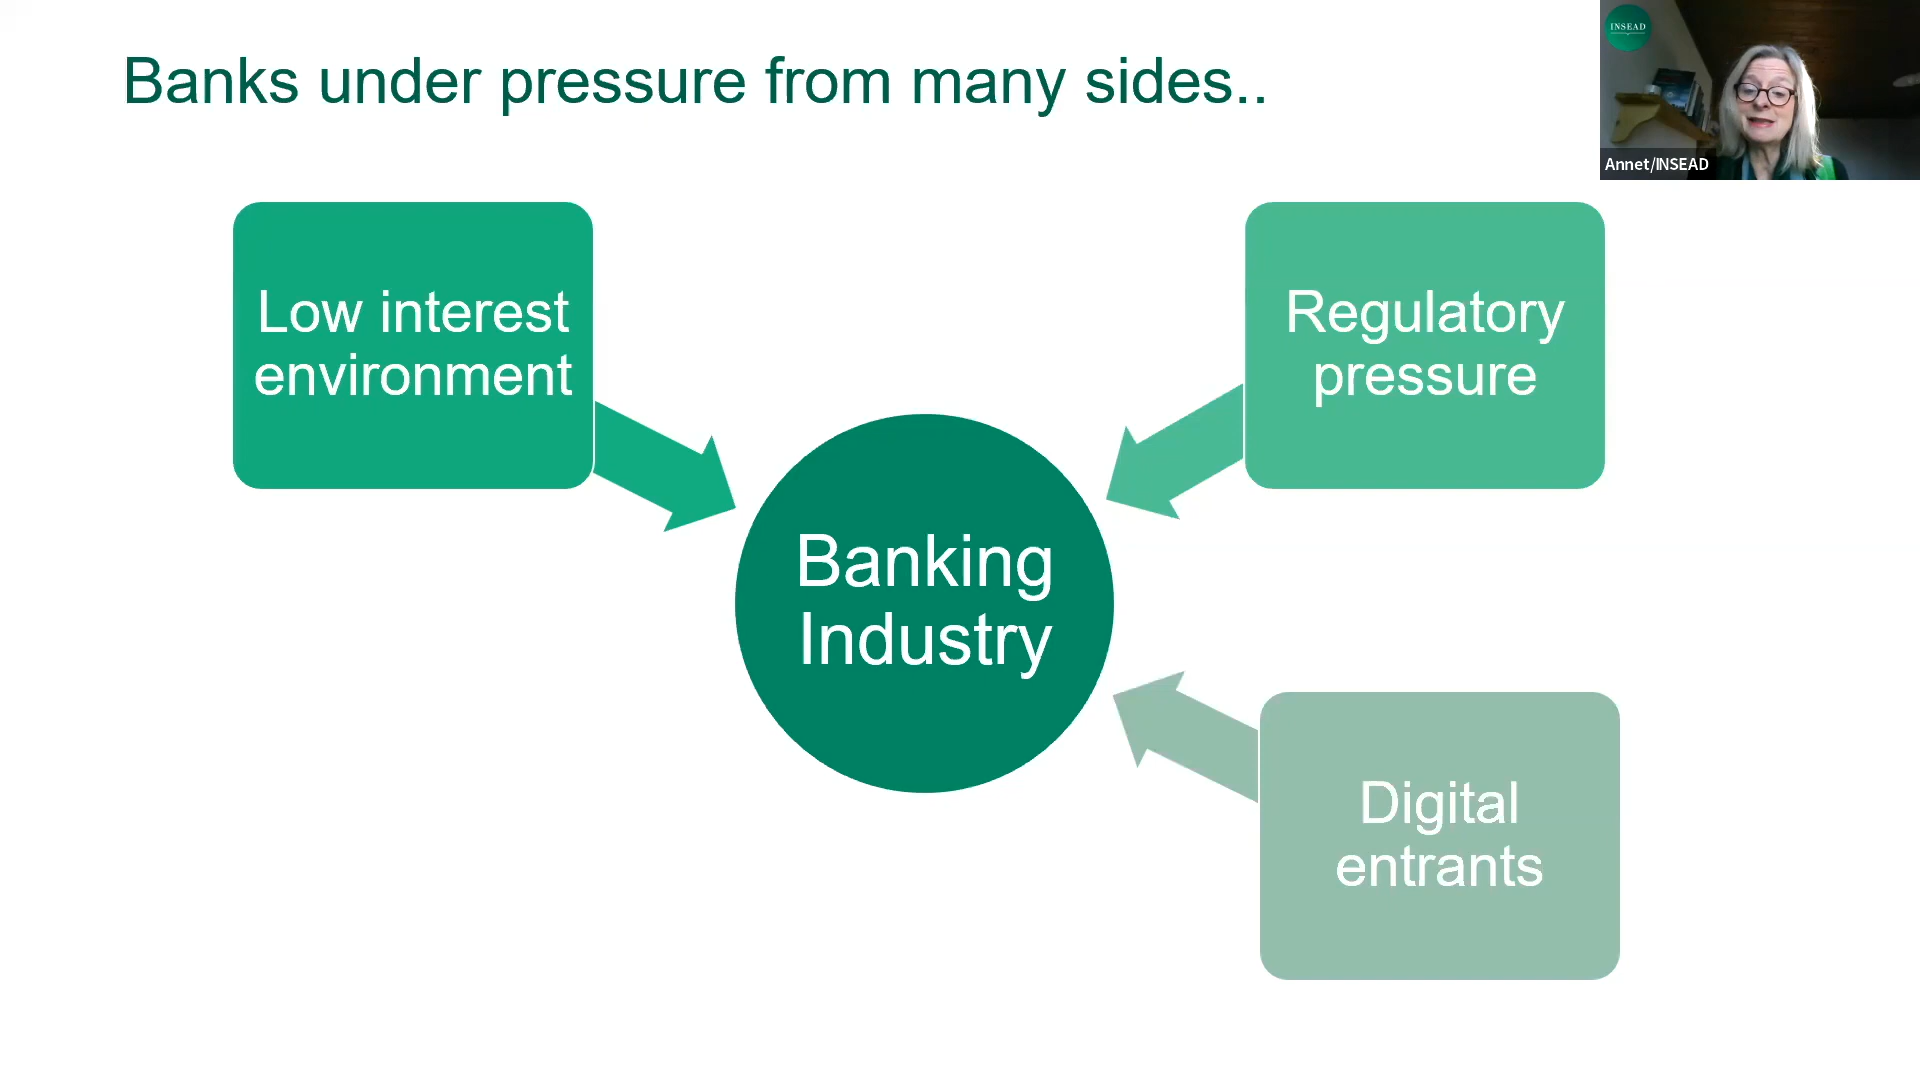 Banks under pressure from many sides..
INSEAD
Annet/INSEAD
Low interest
environment
Regulatory
pressure
Banking
Industry
Digital
entrants